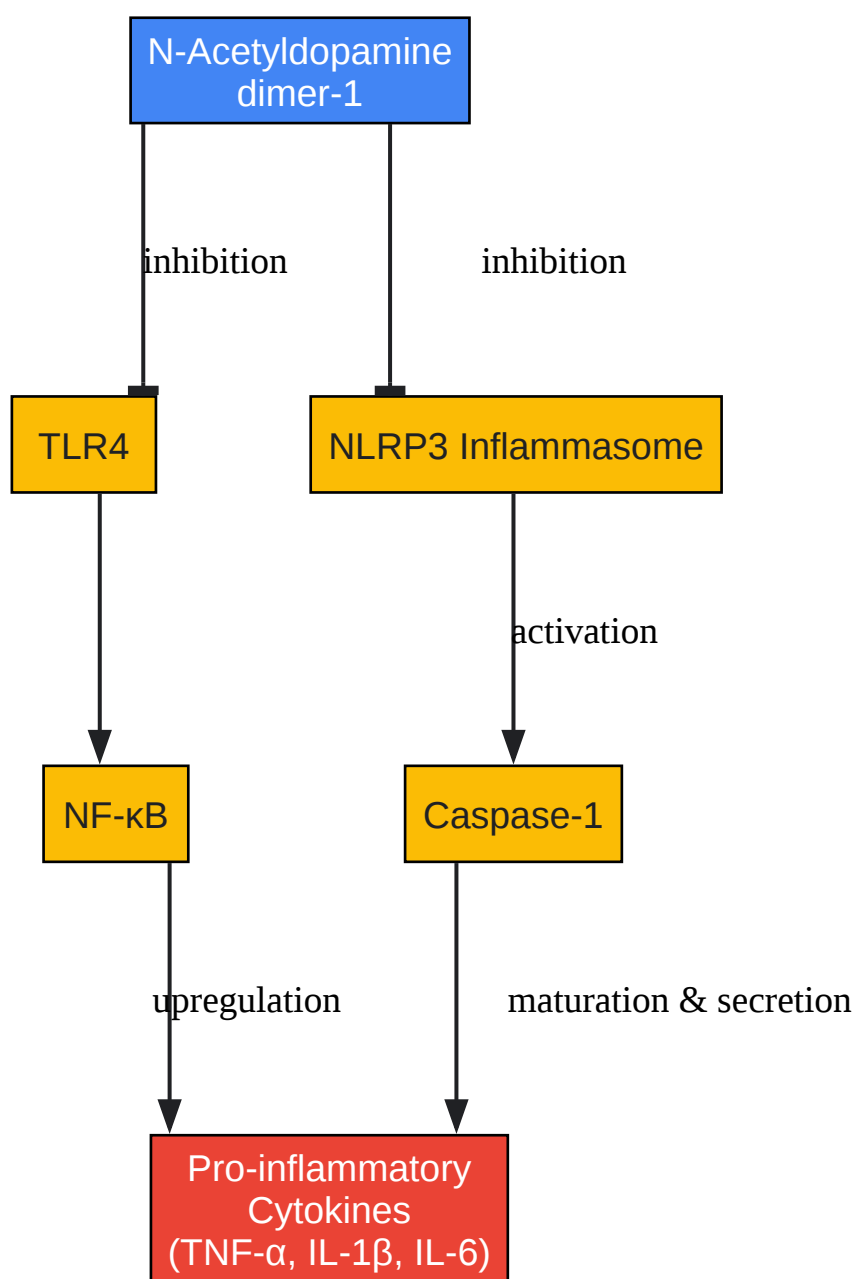 N-Acetyldopamine
dimer-1
inhibition
inhibition
TLR4
NLRP3 Inflammasome
activation
NF-κB
Caspase-1
upregulation
maturation & secretion
Pro-inflammatory
Cytokines
(TNF-α, IL-1β, IL-6)